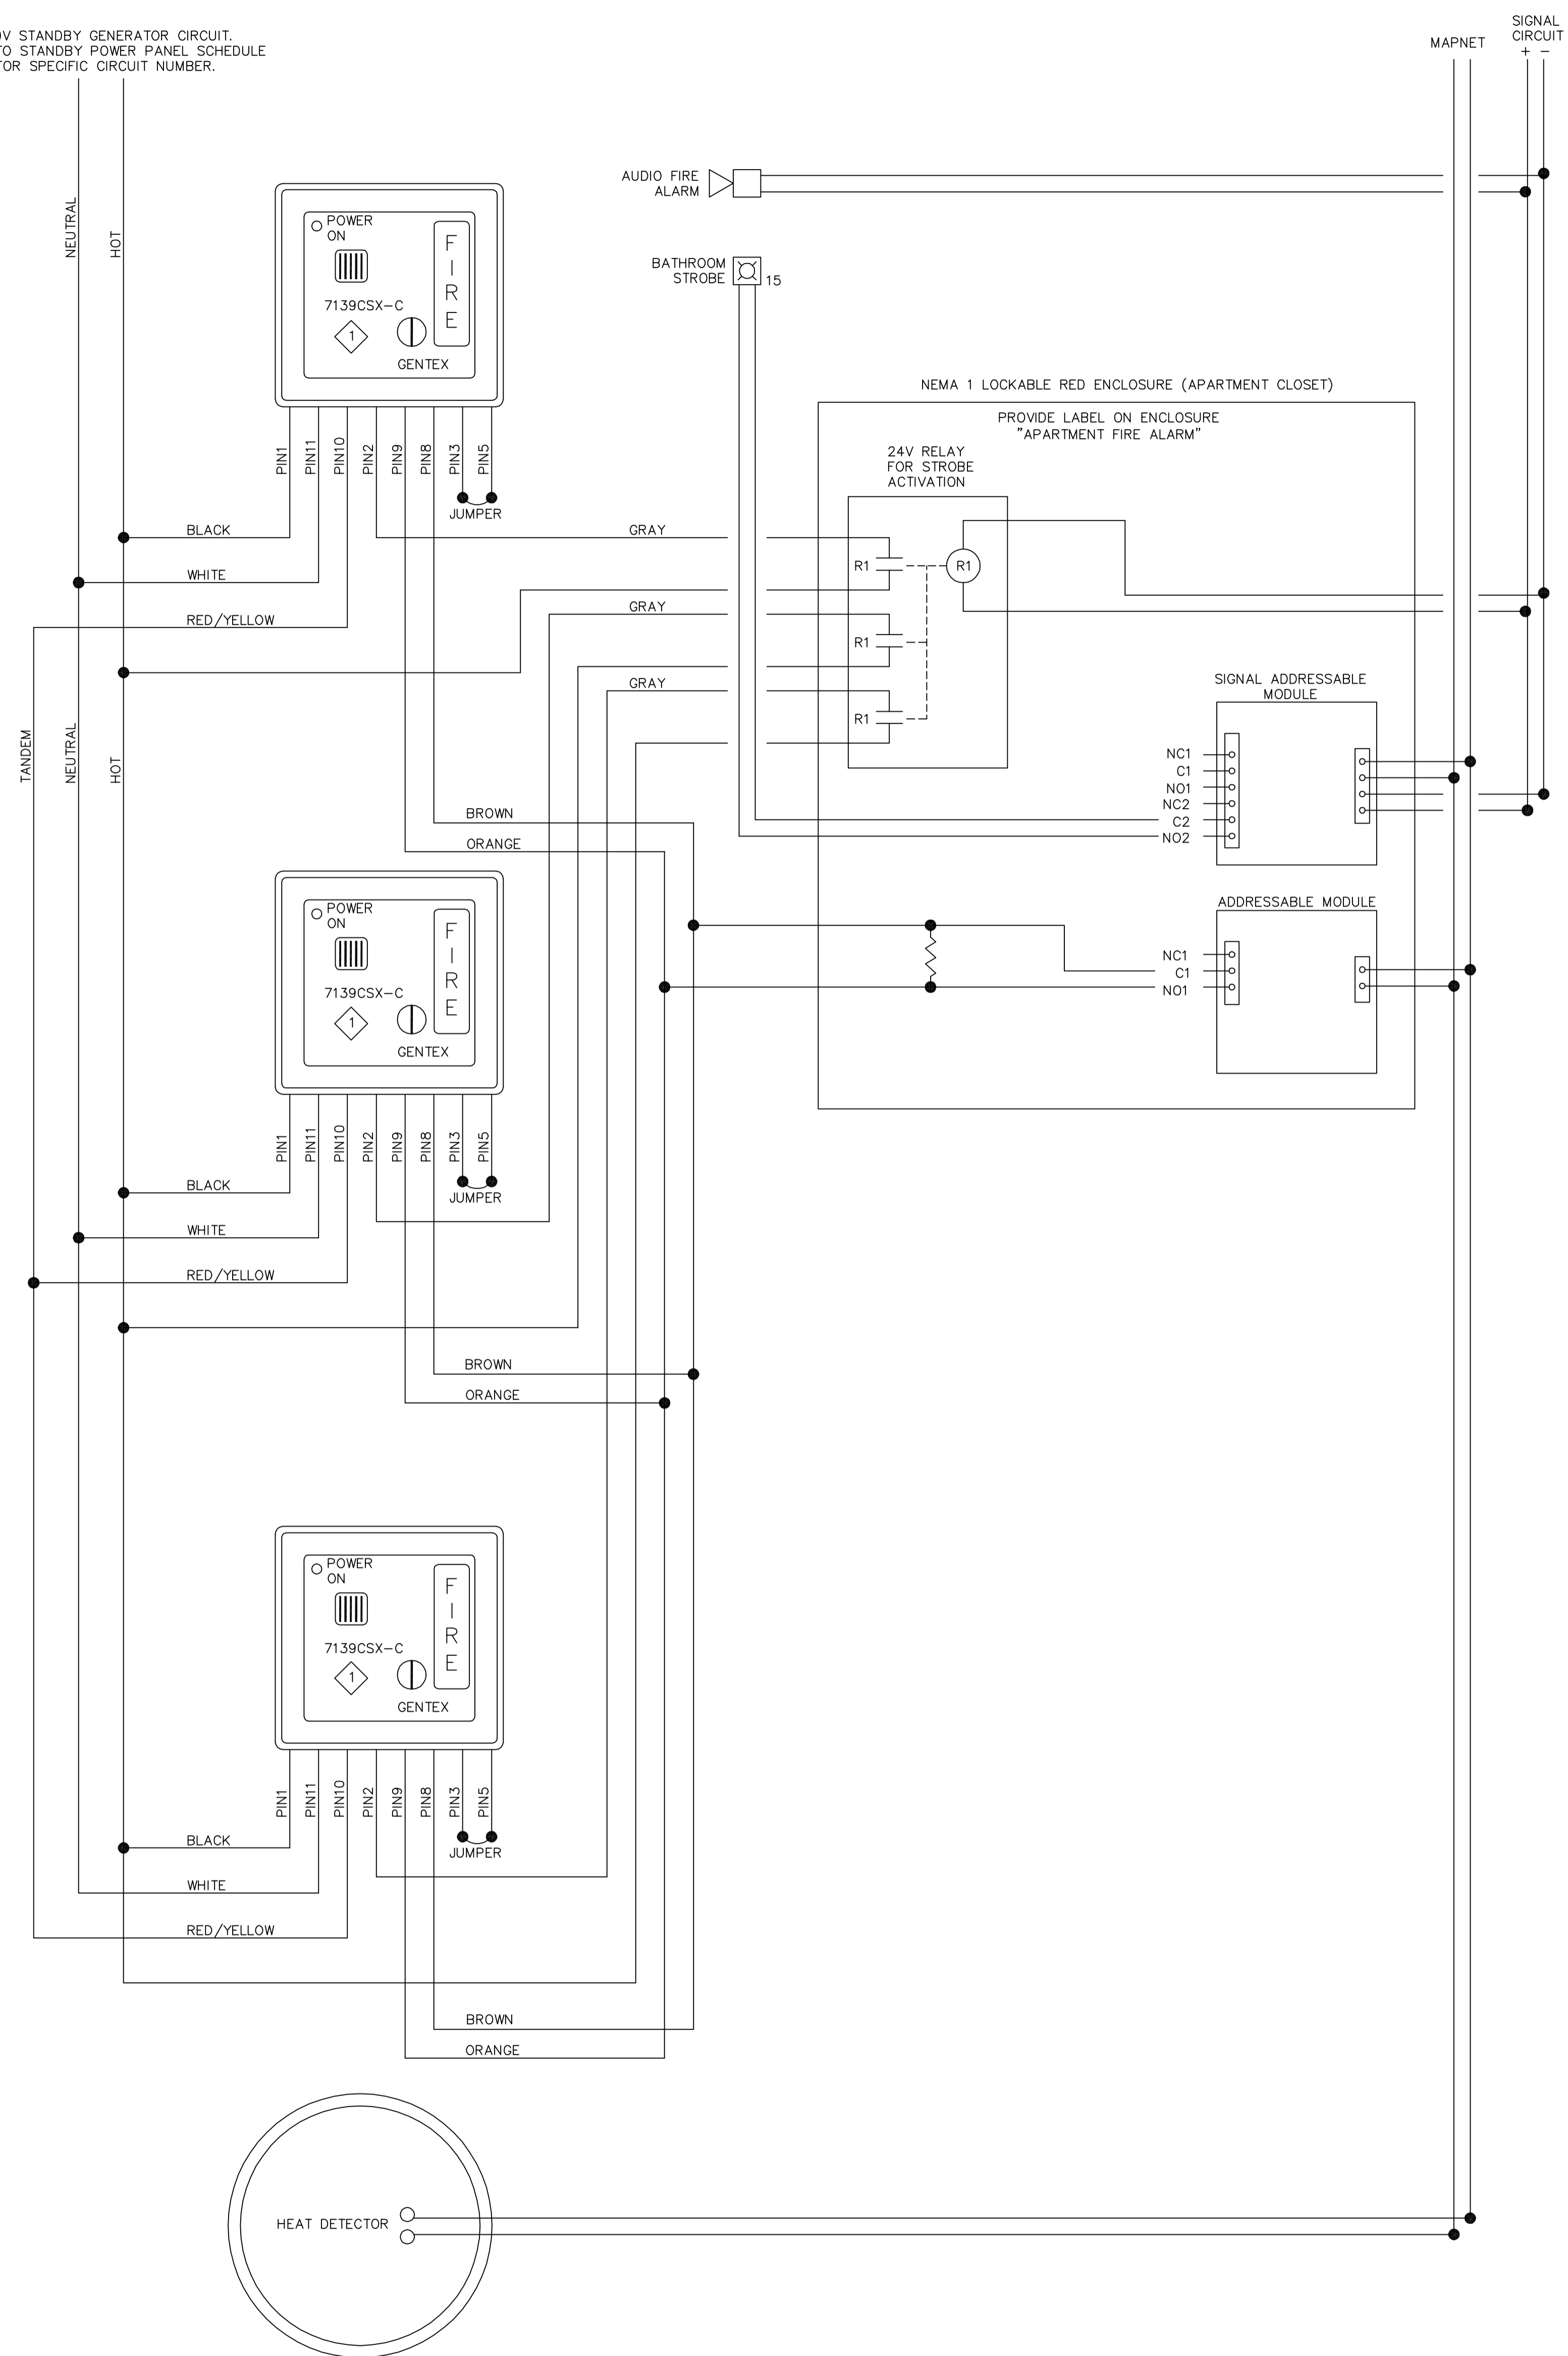 V STANDBY GENERATOR CIRCUIT.
TO STANDBY POWER PANEL SCHEDULE
FOR SPECIFIC CIRCUIT NUMBER.
MAPNET
SIGNAL
CIRCUIT
+ −
NEUTRAL
HOT
AUDIO FIRE
ALARM
BATHROOM
STROBE
15
POWER
ON
FIRE
7139CSX-C
1
GENTEX
PIN1
PIN11
PIN10
PIN2
PIN9
PIN8
PIN3
PIN5
JUMPER
BLACK
WHITE
RED/YELLOW
GRAY
GRAY
GRAY
NEMA 1 LOCKABLE RED ENCLOSURE (APARTMENT CLOSET)
PROVIDE LABEL ON ENCLOSURE
"APARTMENT FIRE ALARM"
24V RELAY
FOR STROBE
ACTIVATION
R1
R1
R1
R1
SIGNAL ADDRESSABLE
MODULE
NC1
C1
NO1
NC2
C2
NO2
TANDEM
NEUTRAL
HOT
BROWN
ORANGE
ADDRESSABLE MODULE
NC1
C1
NO1
POWER
ON
FIRE
7139CSX-C
1
GENTEX
PIN1
PIN11
PIN10
PIN2
PIN9
PIN8
PIN3
PIN5
JUMPER
BLACK
WHITE
RED/YELLOW
BROWN
ORANGE
POWER
ON
FIRE
7139CSX-C
1
GENTEX
PIN1
PIN11
PIN10
PIN2
PIN9
PIN8
PIN3
PIN5
JUMPER
BLACK
WHITE
RED/YELLOW
BROWN
ORANGE
HEAT DETECTOR